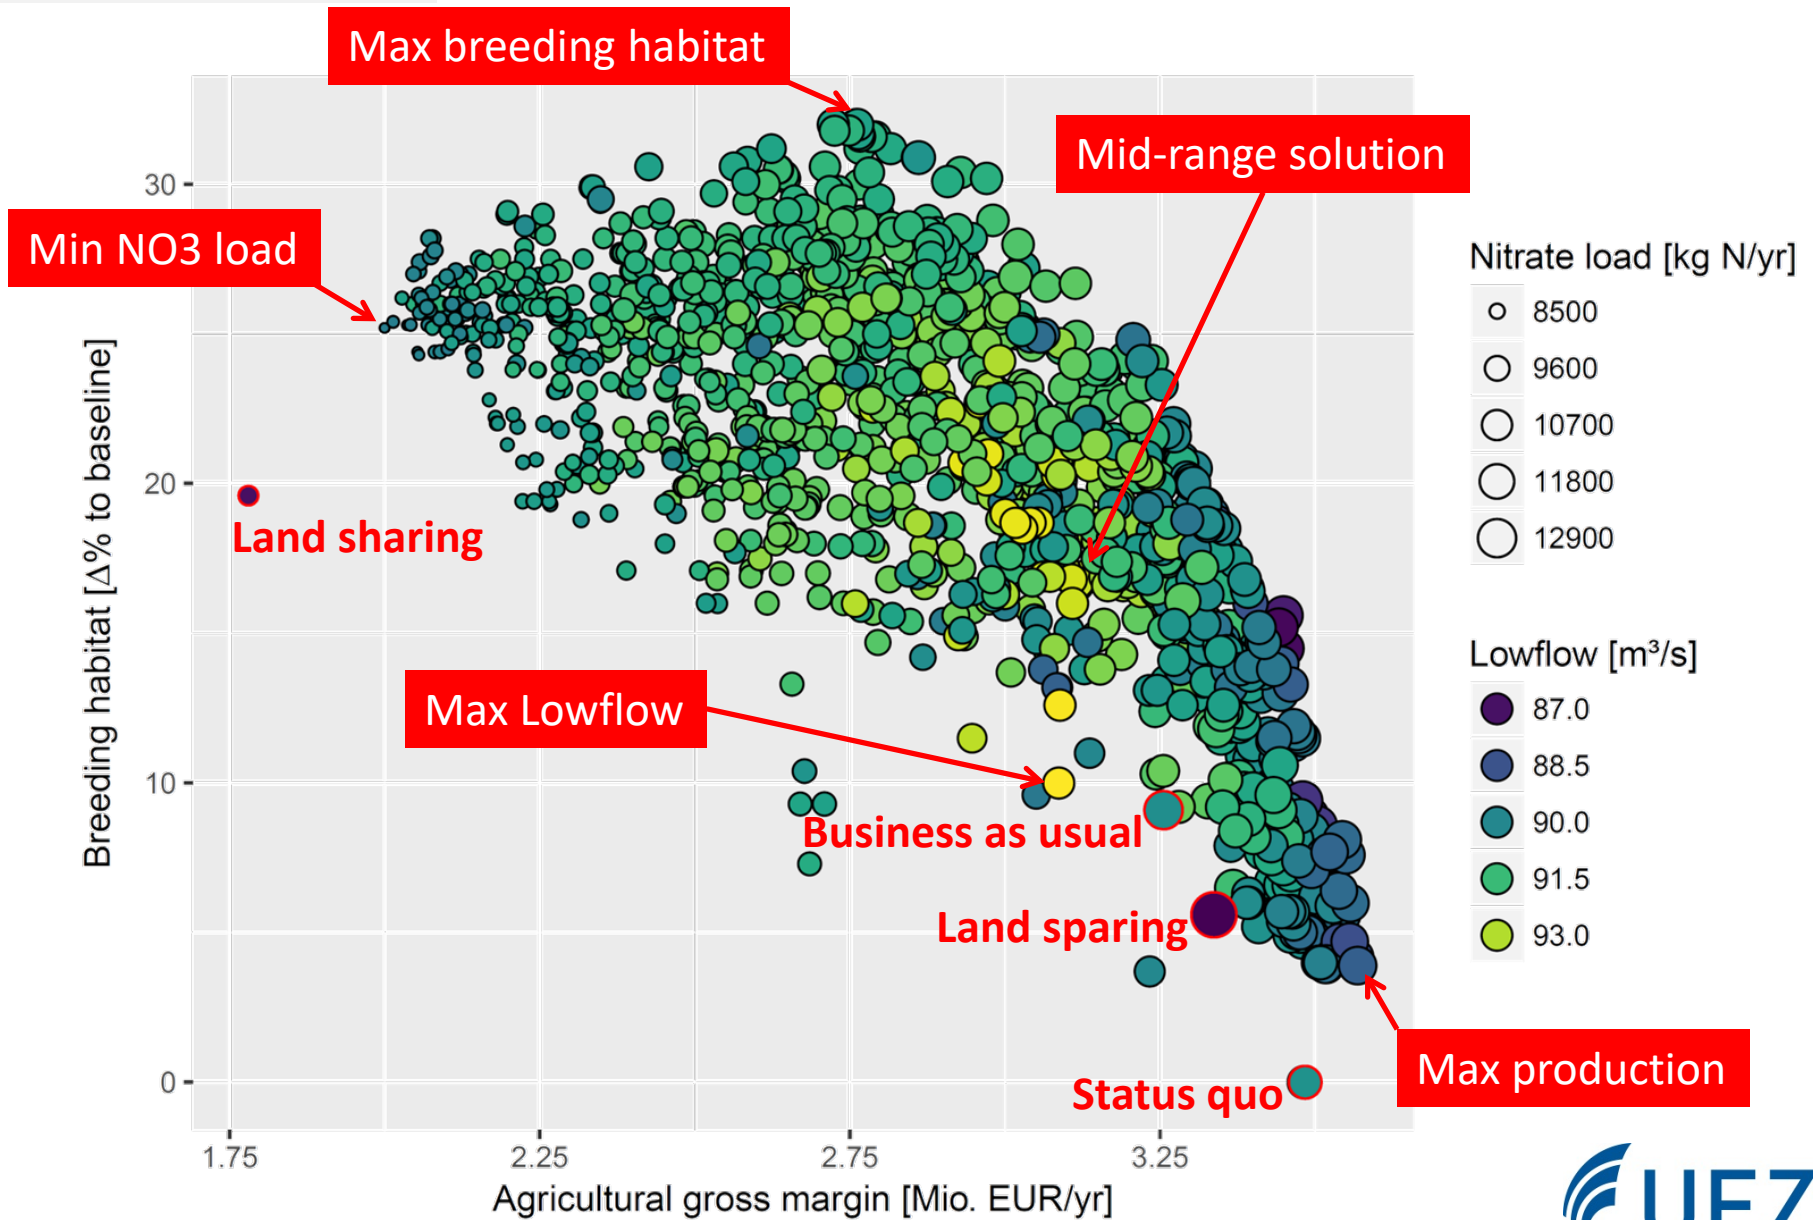 Max breeding habitat
Mid-range solution
Min NO3 load
Land sharing
Max Lowflow
Business as usual
Land sparing
Status quo
Max production
Breeding habitat [Δ% to baseline]
30
20
10
0
1.75
2.25
2.75
3.25
Agricultural gross margin [Mio. EUR/yr]
Nitrate load [kg N/yr]
8500
9600
10700
11800
12900
Lowflow [m³/s]
87.0
88.5
90.0
91.5
93.0
UFZ